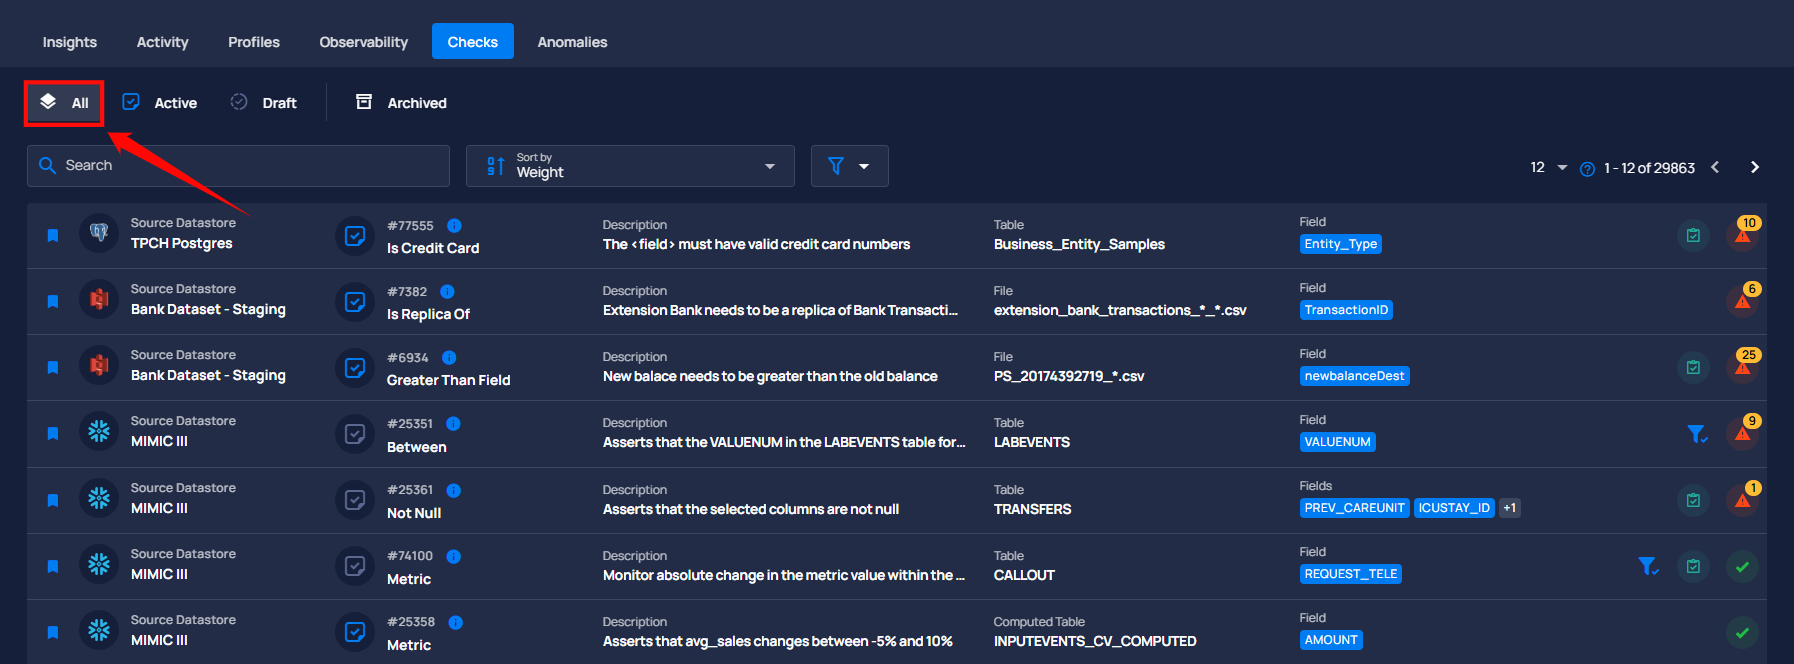 Insights Activity Profiles Observability Checks Anomalies
All Active Draft Archived
Search
Sort by
Weight
12 1 - 12 of 29863
Source Datastore
TPCH Postgres
#77555
Is Credit Card
Description
The <field> must have valid credit card numbers
Table
Business_Entity_Samples
Field
Entity_Type
10
Source Datastore
Bank Dataset - Staging
#7382
Is Replica Of
Description
Extension Bank needs to be a replica of Bank Transacti...
File
extension_bank_transactions_*_*.csv
Field
TransactionID
6
Source Datastore
Bank Dataset - Staging
#6934
Greater Than Field
Description
New balace needs to be greater than the old balance
File
PS_20174392719_*.csv
Field
newbalanceDest
25
Source Datastore
MIMIC III
#25351
Between
Description
Asserts that the VALUENUM in the LABEVENTS table for...
Table
LABEVENTS
Field
VALUENUM
9
Source Datastore
MIMIC III
#25361
Not Null
Description
Asserts that the selected columns are not null
Table
TRANSFERS
Fields
PREV_CAREUNIT ICUSTAY_ID +1
1
Source Datastore
MIMIC III
#74100
Metric
Description
Monitor absolute change in the metric value within the ...
Table
CALLOUT
Field
REQUEST_TELE
Source Datastore
MIMIC III
#25358
Metric
Description
Asserts that avg_sales changes between -5% and 10%
Computed Table
INPUTEVENTS_CV_COMPUTED
Field
AMOUNT